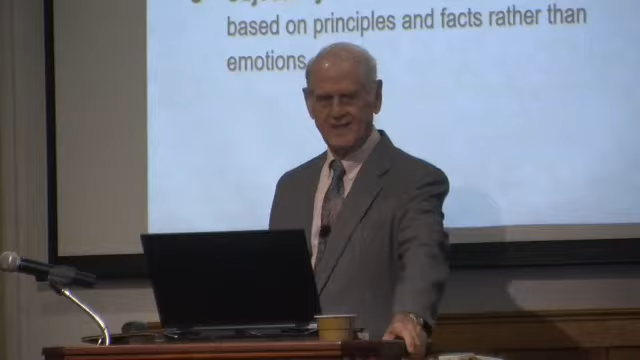 based on principles and facts rather than
emotions